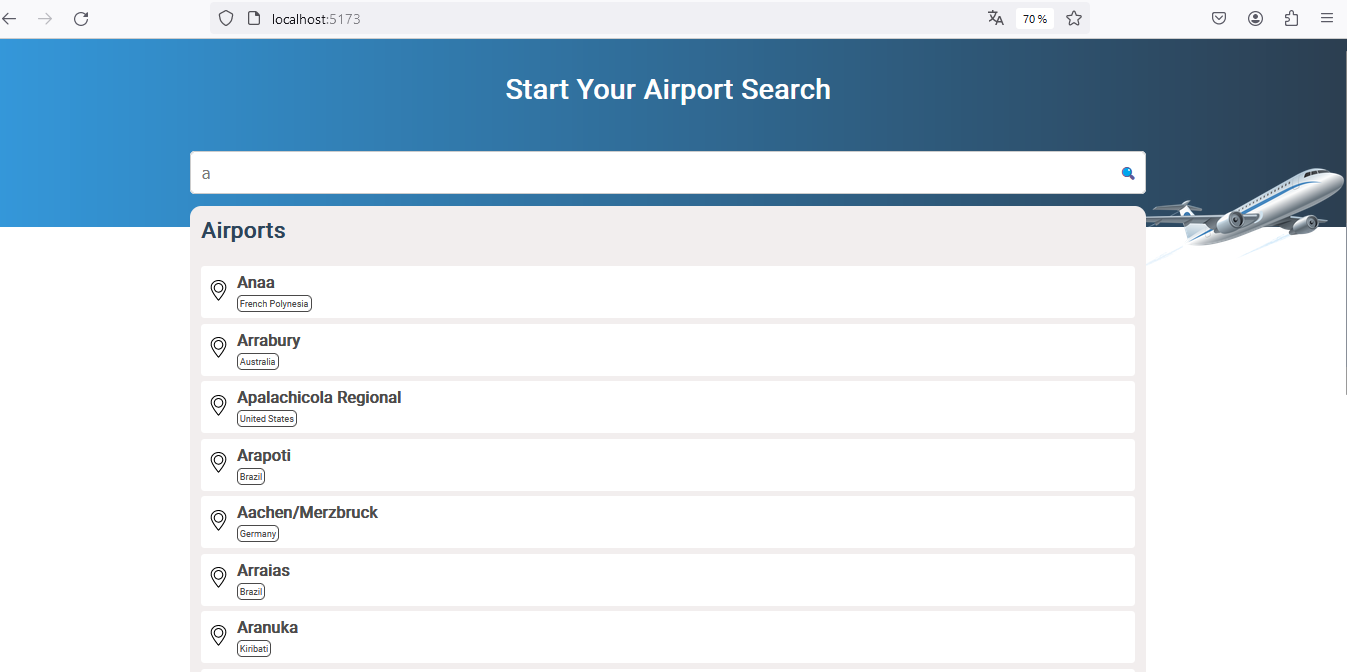 localhost:5173
70 %
Start Your Airport Search
a
Airports
Anaa
French Polynesia
Arrabury
Australia
Apalachicola Regional
United States
Arapoti
Brazil
Aachen/Merzbruck
Germany
Arraias
Brazil
Aranuka
Kiribati